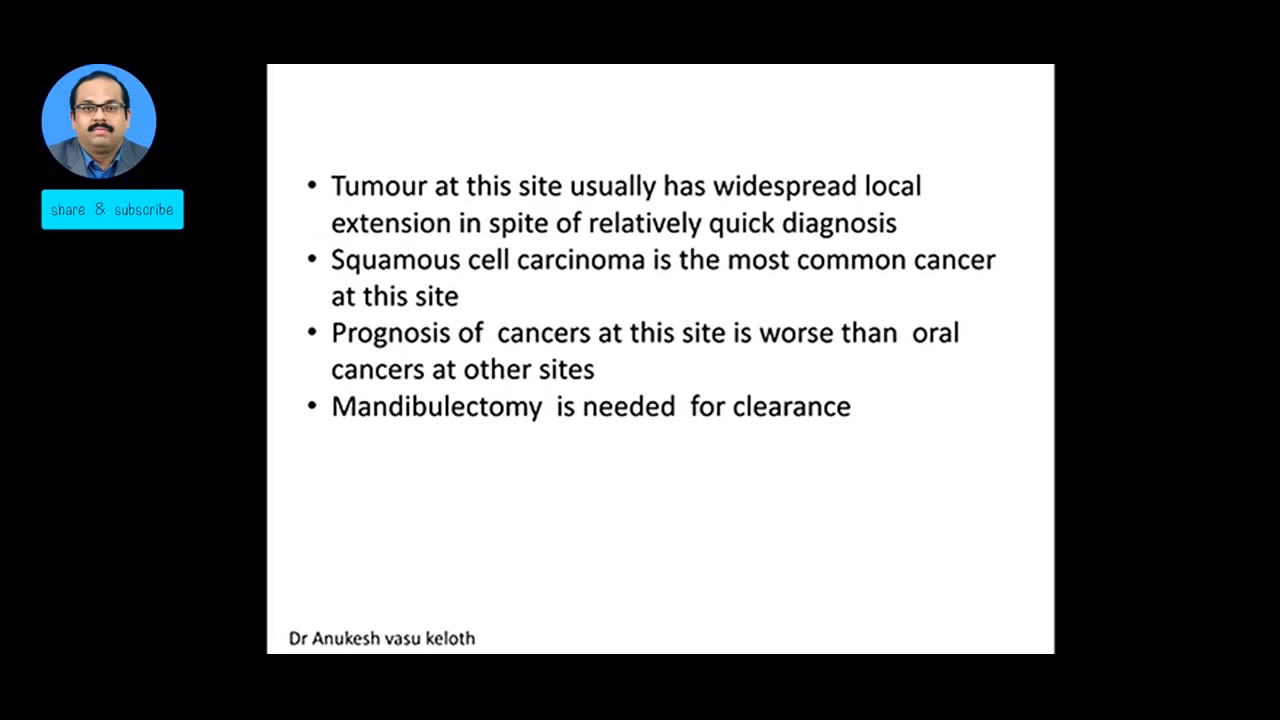 share & subscribe
• Tumour at this site usually has widespread local
extension in spite of relatively quick diagnosis
• Squamous cell carcinoma is the most common cancer
at this site
• Prognosis of cancers at this site is worse than oral
cancers at other sites
• Mandibulectomy is needed for clearance
Dr Anukesh vasu keloth